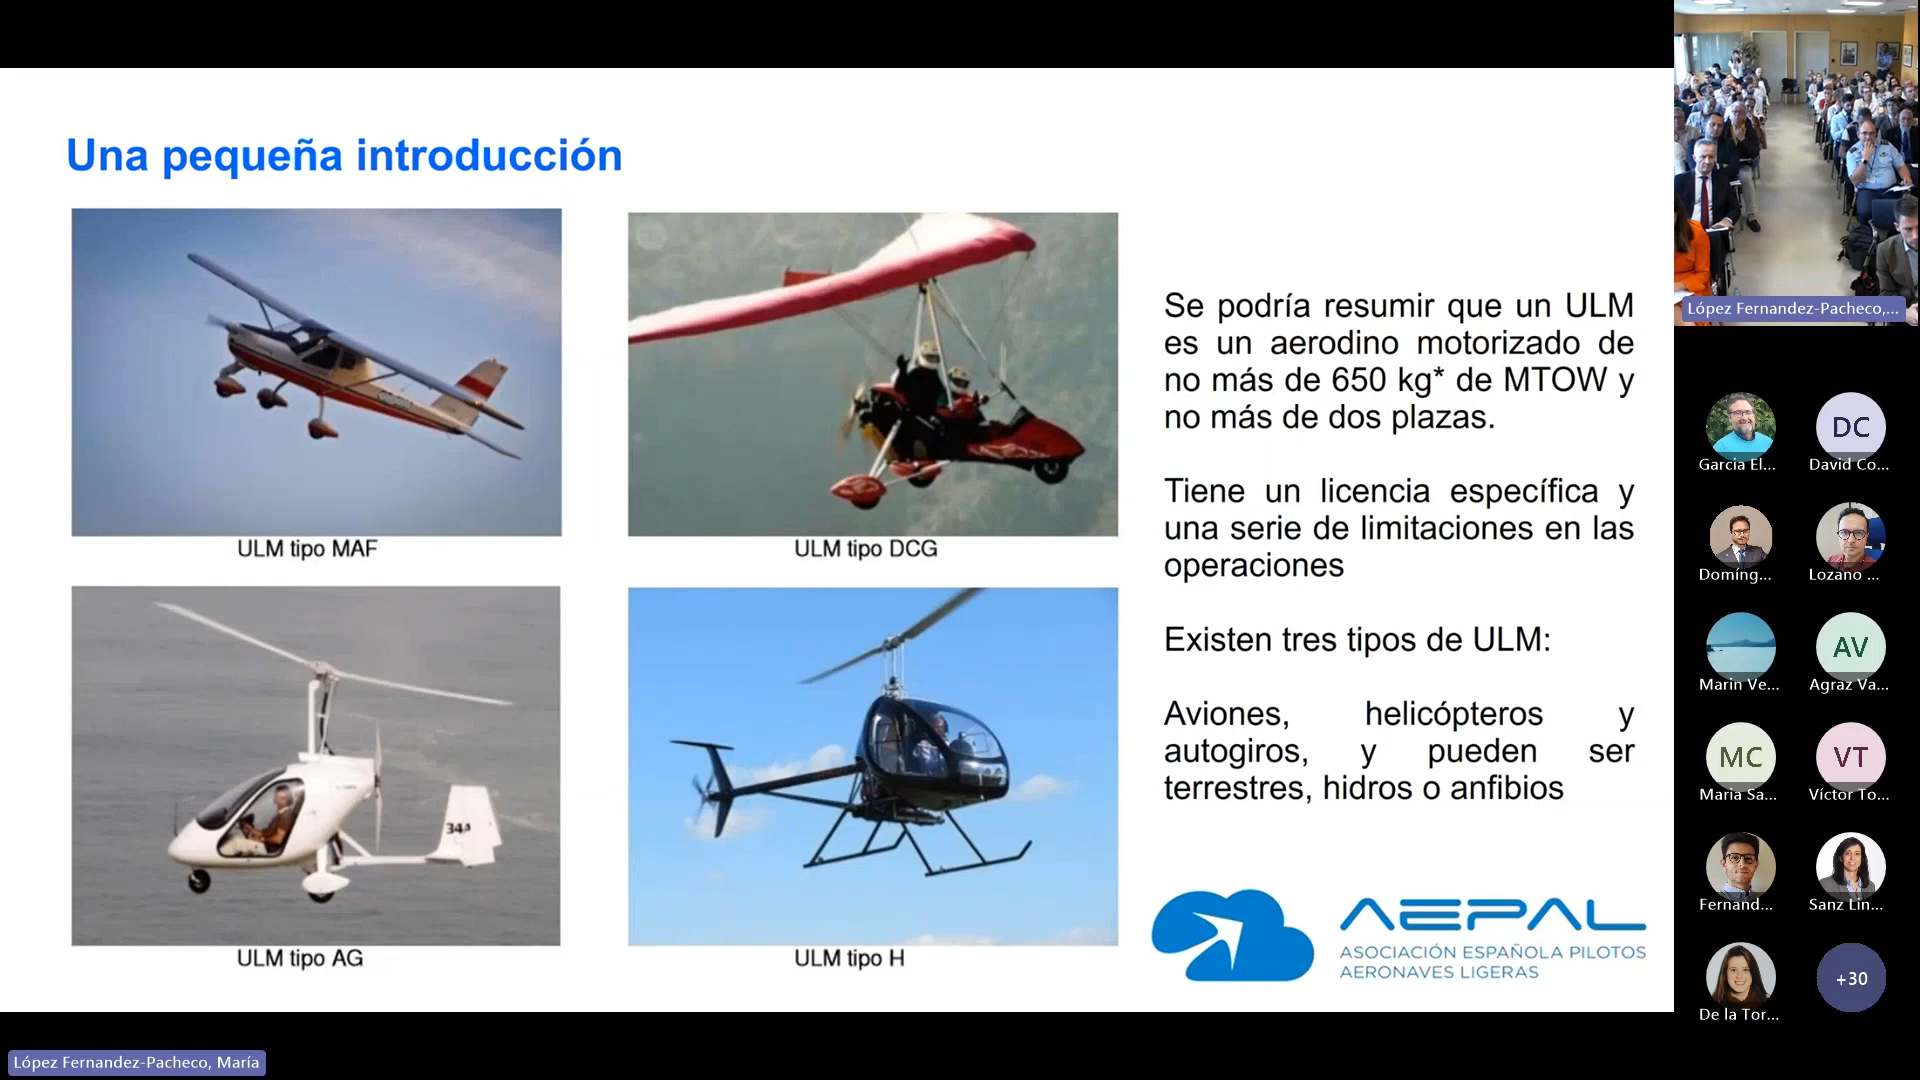 Una pequeña introducción
ULM tipo MAF
ULM tipo DCG
34
ULM tipo AG
ULM tipo H
Se podría resumir que un ULM
es un aerodino motorizado de
no más de 650 kg* de MTOW y
no más de dos plazas.
Tiene un licencia específica y
una serie de limitaciones en las
operaciones
Existen tres tipos de ULM:
Aviones, helicópteros y
autogiros, y pueden ser
terrestres, hidros o anfibios
AEPAL
ASOCIACIÓN ESPAÑOLA PILOTOS
AERONAVES LIGERAS
López Fernandez-Pacheco,...
García El...
DC
David Co...
Domíng...
Lozano ...
Marin Ve...
AV
Agraz Va...
MC
Maria Sa...
VT
Víctor To...
Fernand...
Sanz Lin...
De la Tor...
+30
López Fernandez-Pacheco, María